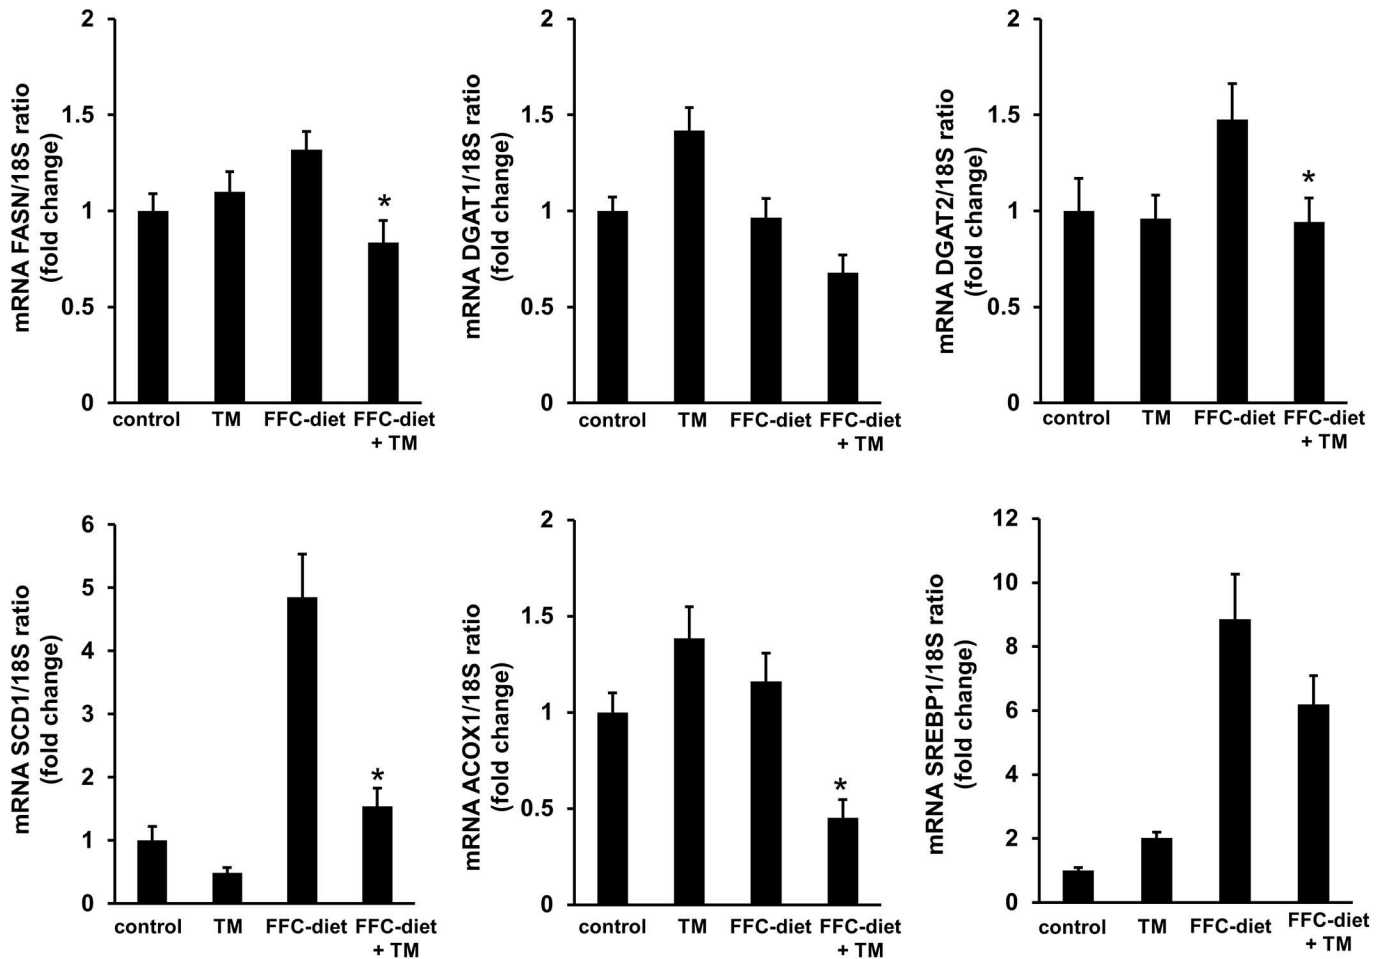 mRNA FASN/18S ratio
(fold change)
2
1.5
1
0.5
0
control TM FFC-diet FFC-diet
+ TM
*
mRNA DGAT1/18S ratio
(fold change)
2
1.5
1
0.5
0
control TM FFC-diet FFC-diet
+ TM
mRNA DGAT2/18S ratio
(fold change)
2
1.5
1
0.5
0
control TM FFC-diet FFC-diet
+ TM
*
mRNA SCD1/18S ratio
(fold change)
6
5
4
3
2
1
0
control TM FFC-diet FFC-diet
+ TM
*
mRNA ACOX1/18S ratio
(fold change)
2
1.5
1
0.5
0
control TM FFC-diet FFC-diet
+ TM
*
mRNA SREBP1/18S ratio
(fold change)
12
10
8
6
4
2
0
control TM FFC-diet FFC-diet
+ TM